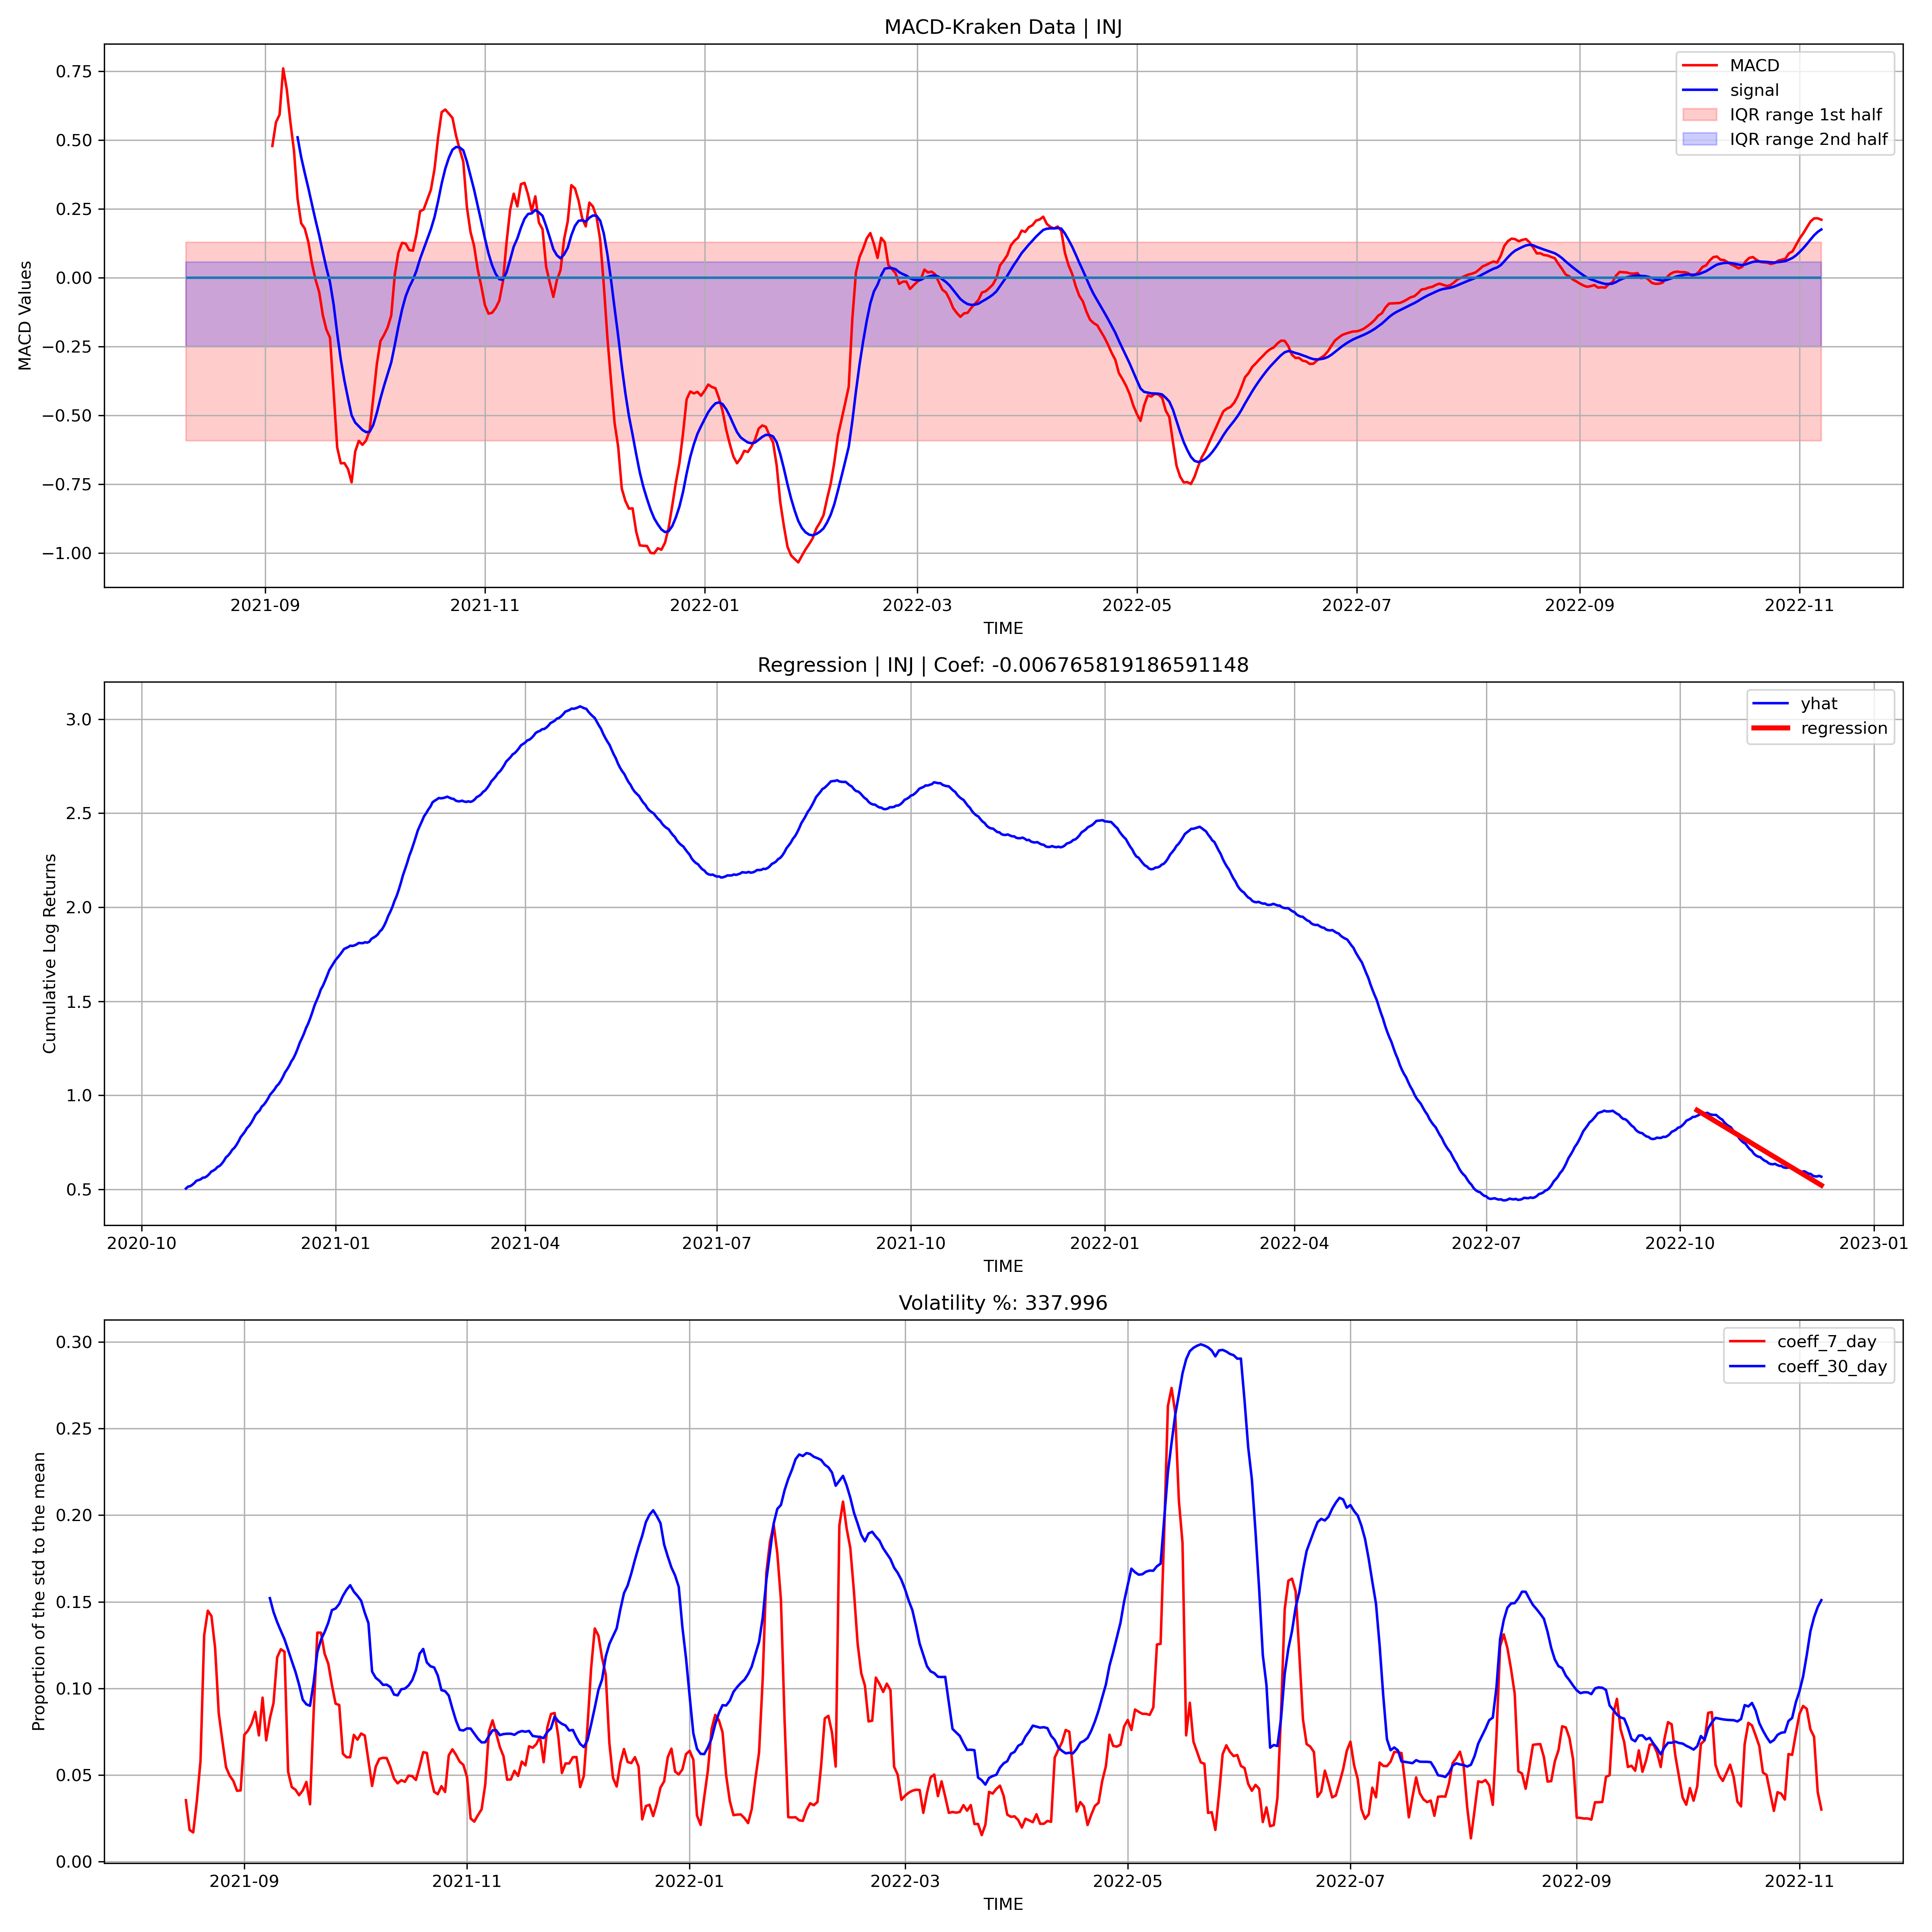 MACD-Kraken Data | INJ
MACD
signal
IQR range 1st half
IQR range 2nd half
0.75
0.50
0.25
0.00
−0.25
−0.50
−0.75
−1.00
MACD Values
2021-09 2021-11 2022-01 2022-03 2022-05 2022-07 2022-09 2022-11
TIME
Regression | INJ | Coef: -0.006765819186591148
yhat
regression
3.0
2.5
2.0
1.5
1.0
0.5
Cumulative Log Returns
2020-10 2021-01 2021-04 2021-07 2021-10 2022-01 2022-04 2022-07 2022-10 2023-01
TIME
Volatility %: 337.996
coeff_7_day
coeff_30_day
0.30
0.25
0.20
0.15
0.10
0.05
0.00
Proportion of the std to the mean
2021-09 2021-11 2022-01 2022-03 2022-05 2022-07 2022-09 2022-11
TIME